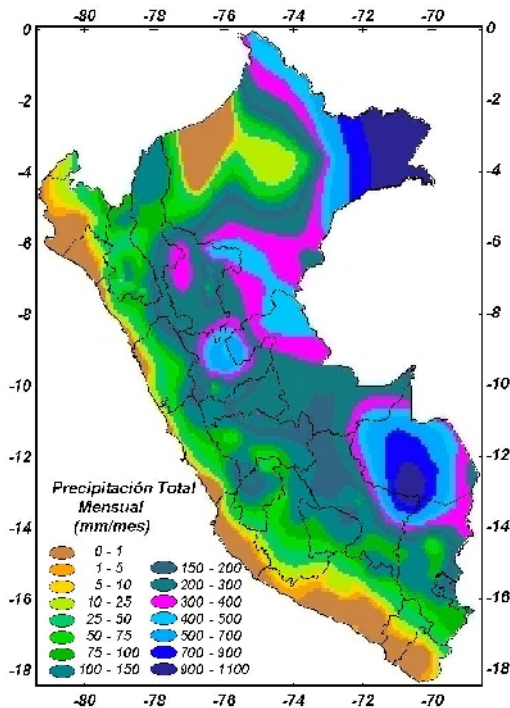 -80 -78 -76 -74 -72 -70
0 0
-2 -2
-4 -4
-6 -6
-8 -8
-10 -10
-12 -12
-14 -14
-16 -16
-18 -18
Precipitación Total
Mensual
(mm/mes)
0 - 1
1 - 5
5 - 10
10 - 25
25 - 50
50 - 75
75 - 100
100 - 150
150 - 200
200 - 300
300 - 400
400 - 500
500 - 700
700 - 900
900 - 1100
-80 -78 -76 -74 -72 -70